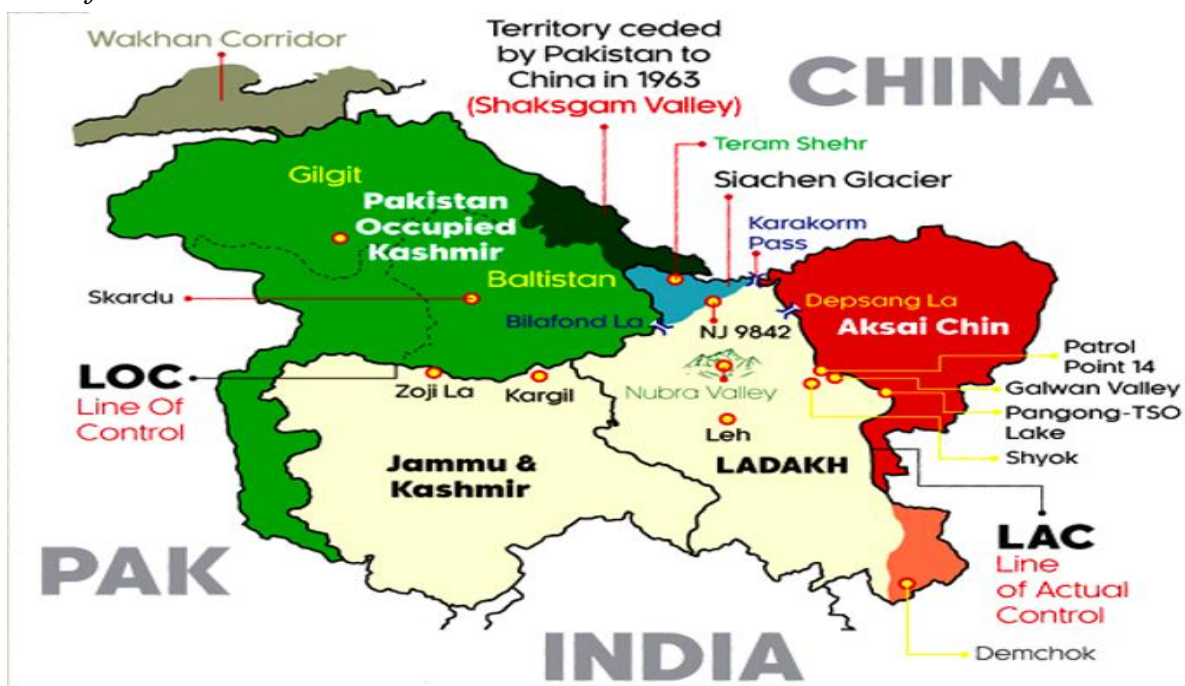 Wakhan Corridor
Territory ceded
by Pakistan to
China in 1963
(Shaksgam Valley)
CHINA
Teram Shehr
Siachen Glacier
Karakorm
Pass
Gilgit
Pakistan
Occupied
Kashmir
Baltistan
Skardu
Bilafond La
NJ 9842
Depsang La
Aksai Chin
Patrol
Point 14
Galwan Valley
Pangong-TSO
Lake
Shyok
LOC
Line Of
Control
Zoji La
Kargil
Nubra Valley
Leh
Jammu &
Kashmir
LADAKH
LAC
Line
of Actual
Control
PAK
INDIA
Demchok